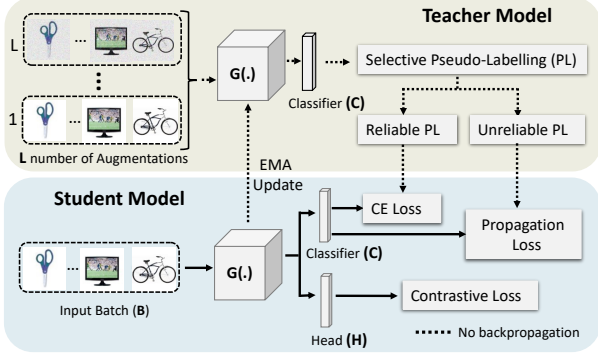 Teacher Model
L
...
G(.)
Classifier (C)
Selective Pseudo-Labelling (PL)
1
...
L number of Augmentations
Reliable PL
Unreliable PL
EMA
Update
Student Model
CE Loss
Propagation
Loss
Classifier (C)
...
G(.)
Input Batch (B)
Contrastive Loss
Head (H)
No backpropagation